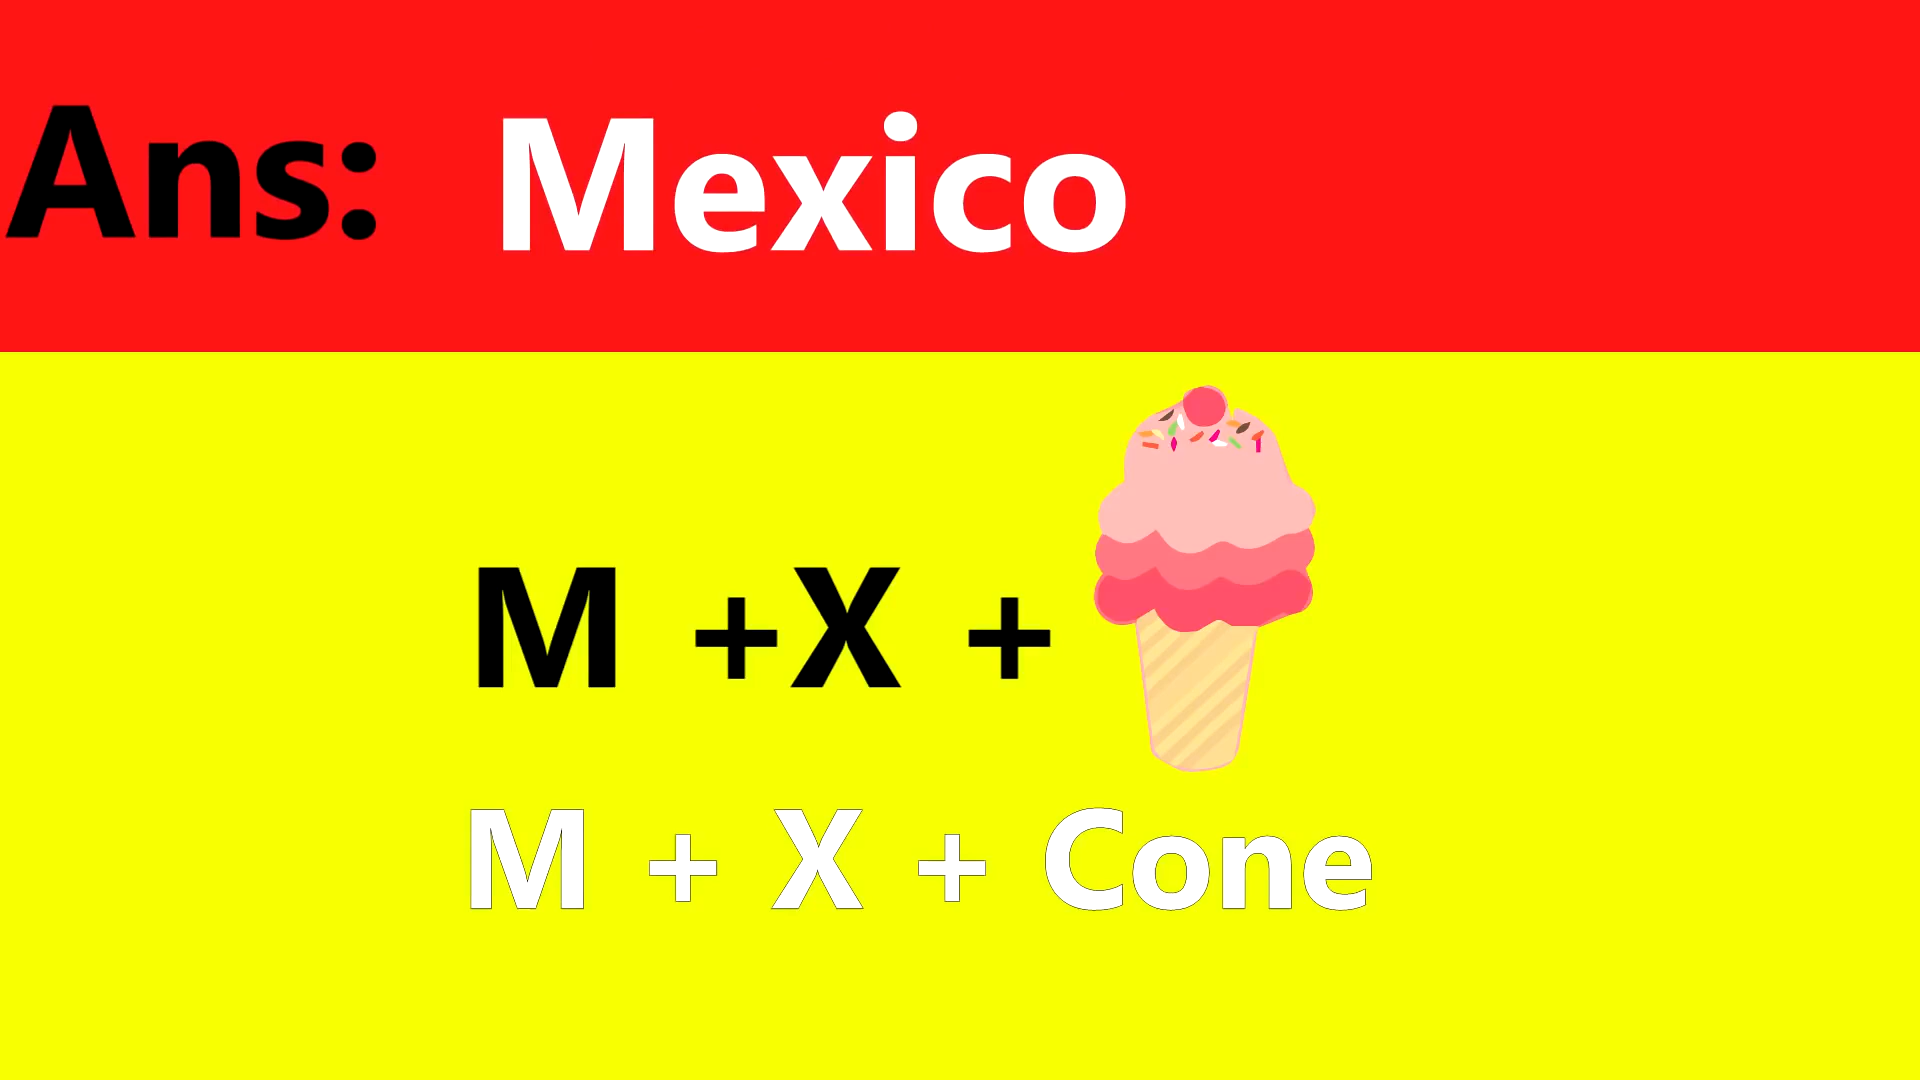 Ans: Mexico
M +X +
M + X + Cone